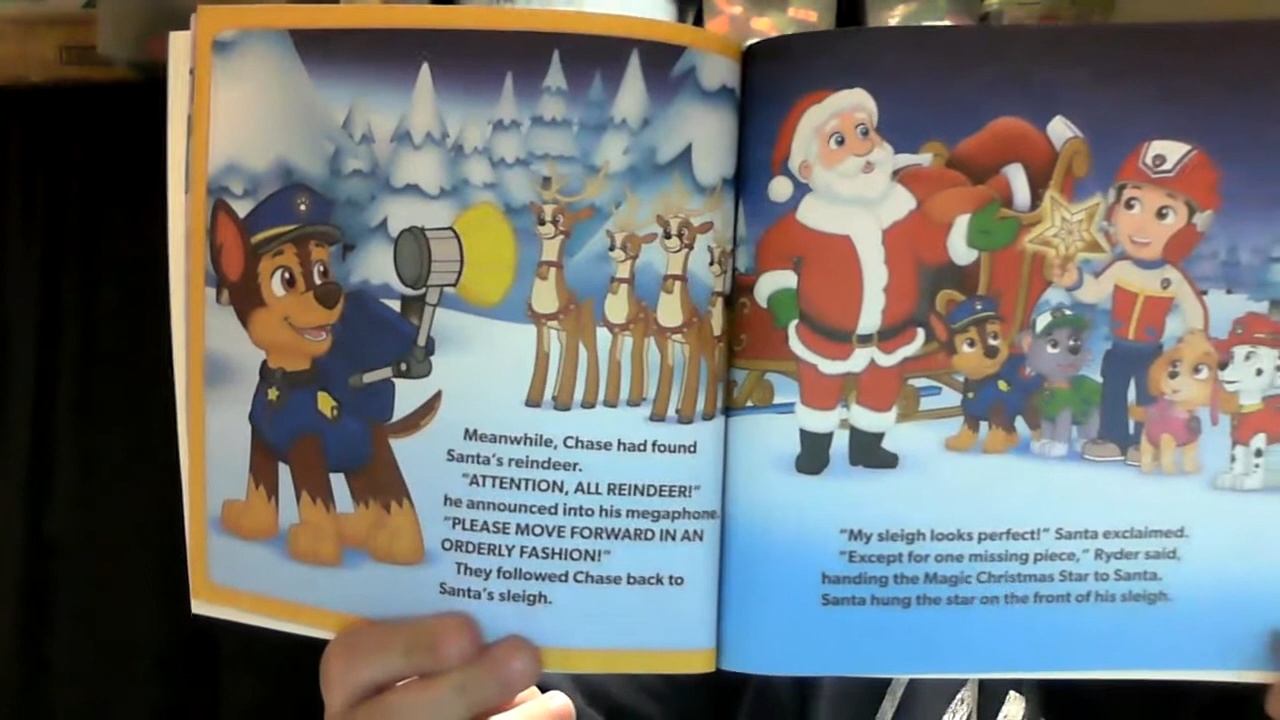 Meanwhile, Chase had found
Santa's reindeer.
"ATTENTION, ALL REINDEER!"
he announced into his megaphone.
"PLEASE MOVE FORWARD IN AN
ORDERLY FASHION!"
They followed Chase back to
Santa's sleigh.
"My sleigh looks perfect!" Santa exclaimed.
"Except for one missing piece," Ryder said,
handing the Magic Christmas Star to Santa.
Santa hung the star on the front of his sleigh.